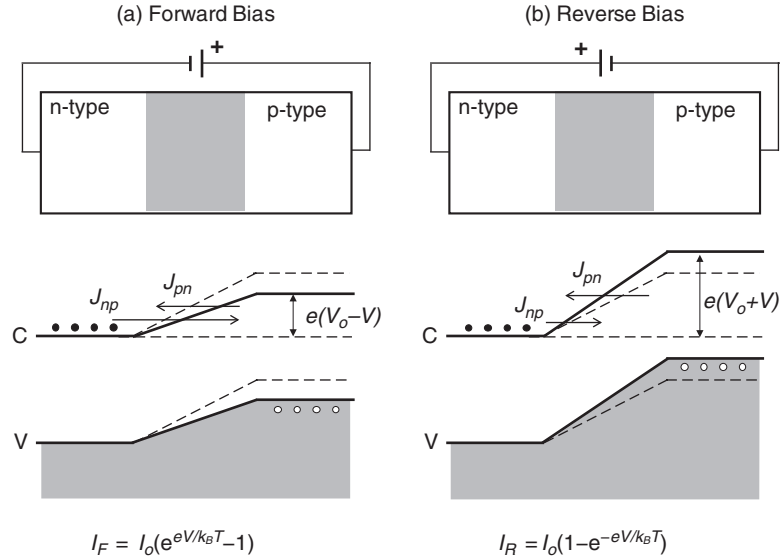 (a) Forward Bias
(b) Reverse Bias
+
+
n-type
p-type
n-type
p-type
J_np
J_pn
e(V_o–V)
J_pn
J_np
e(V_o+V)
C
C
V
V
I_F = I_o(e^{eV/k_BT}–1)
I_R = I_o(1–e^{–eV/k_BT})